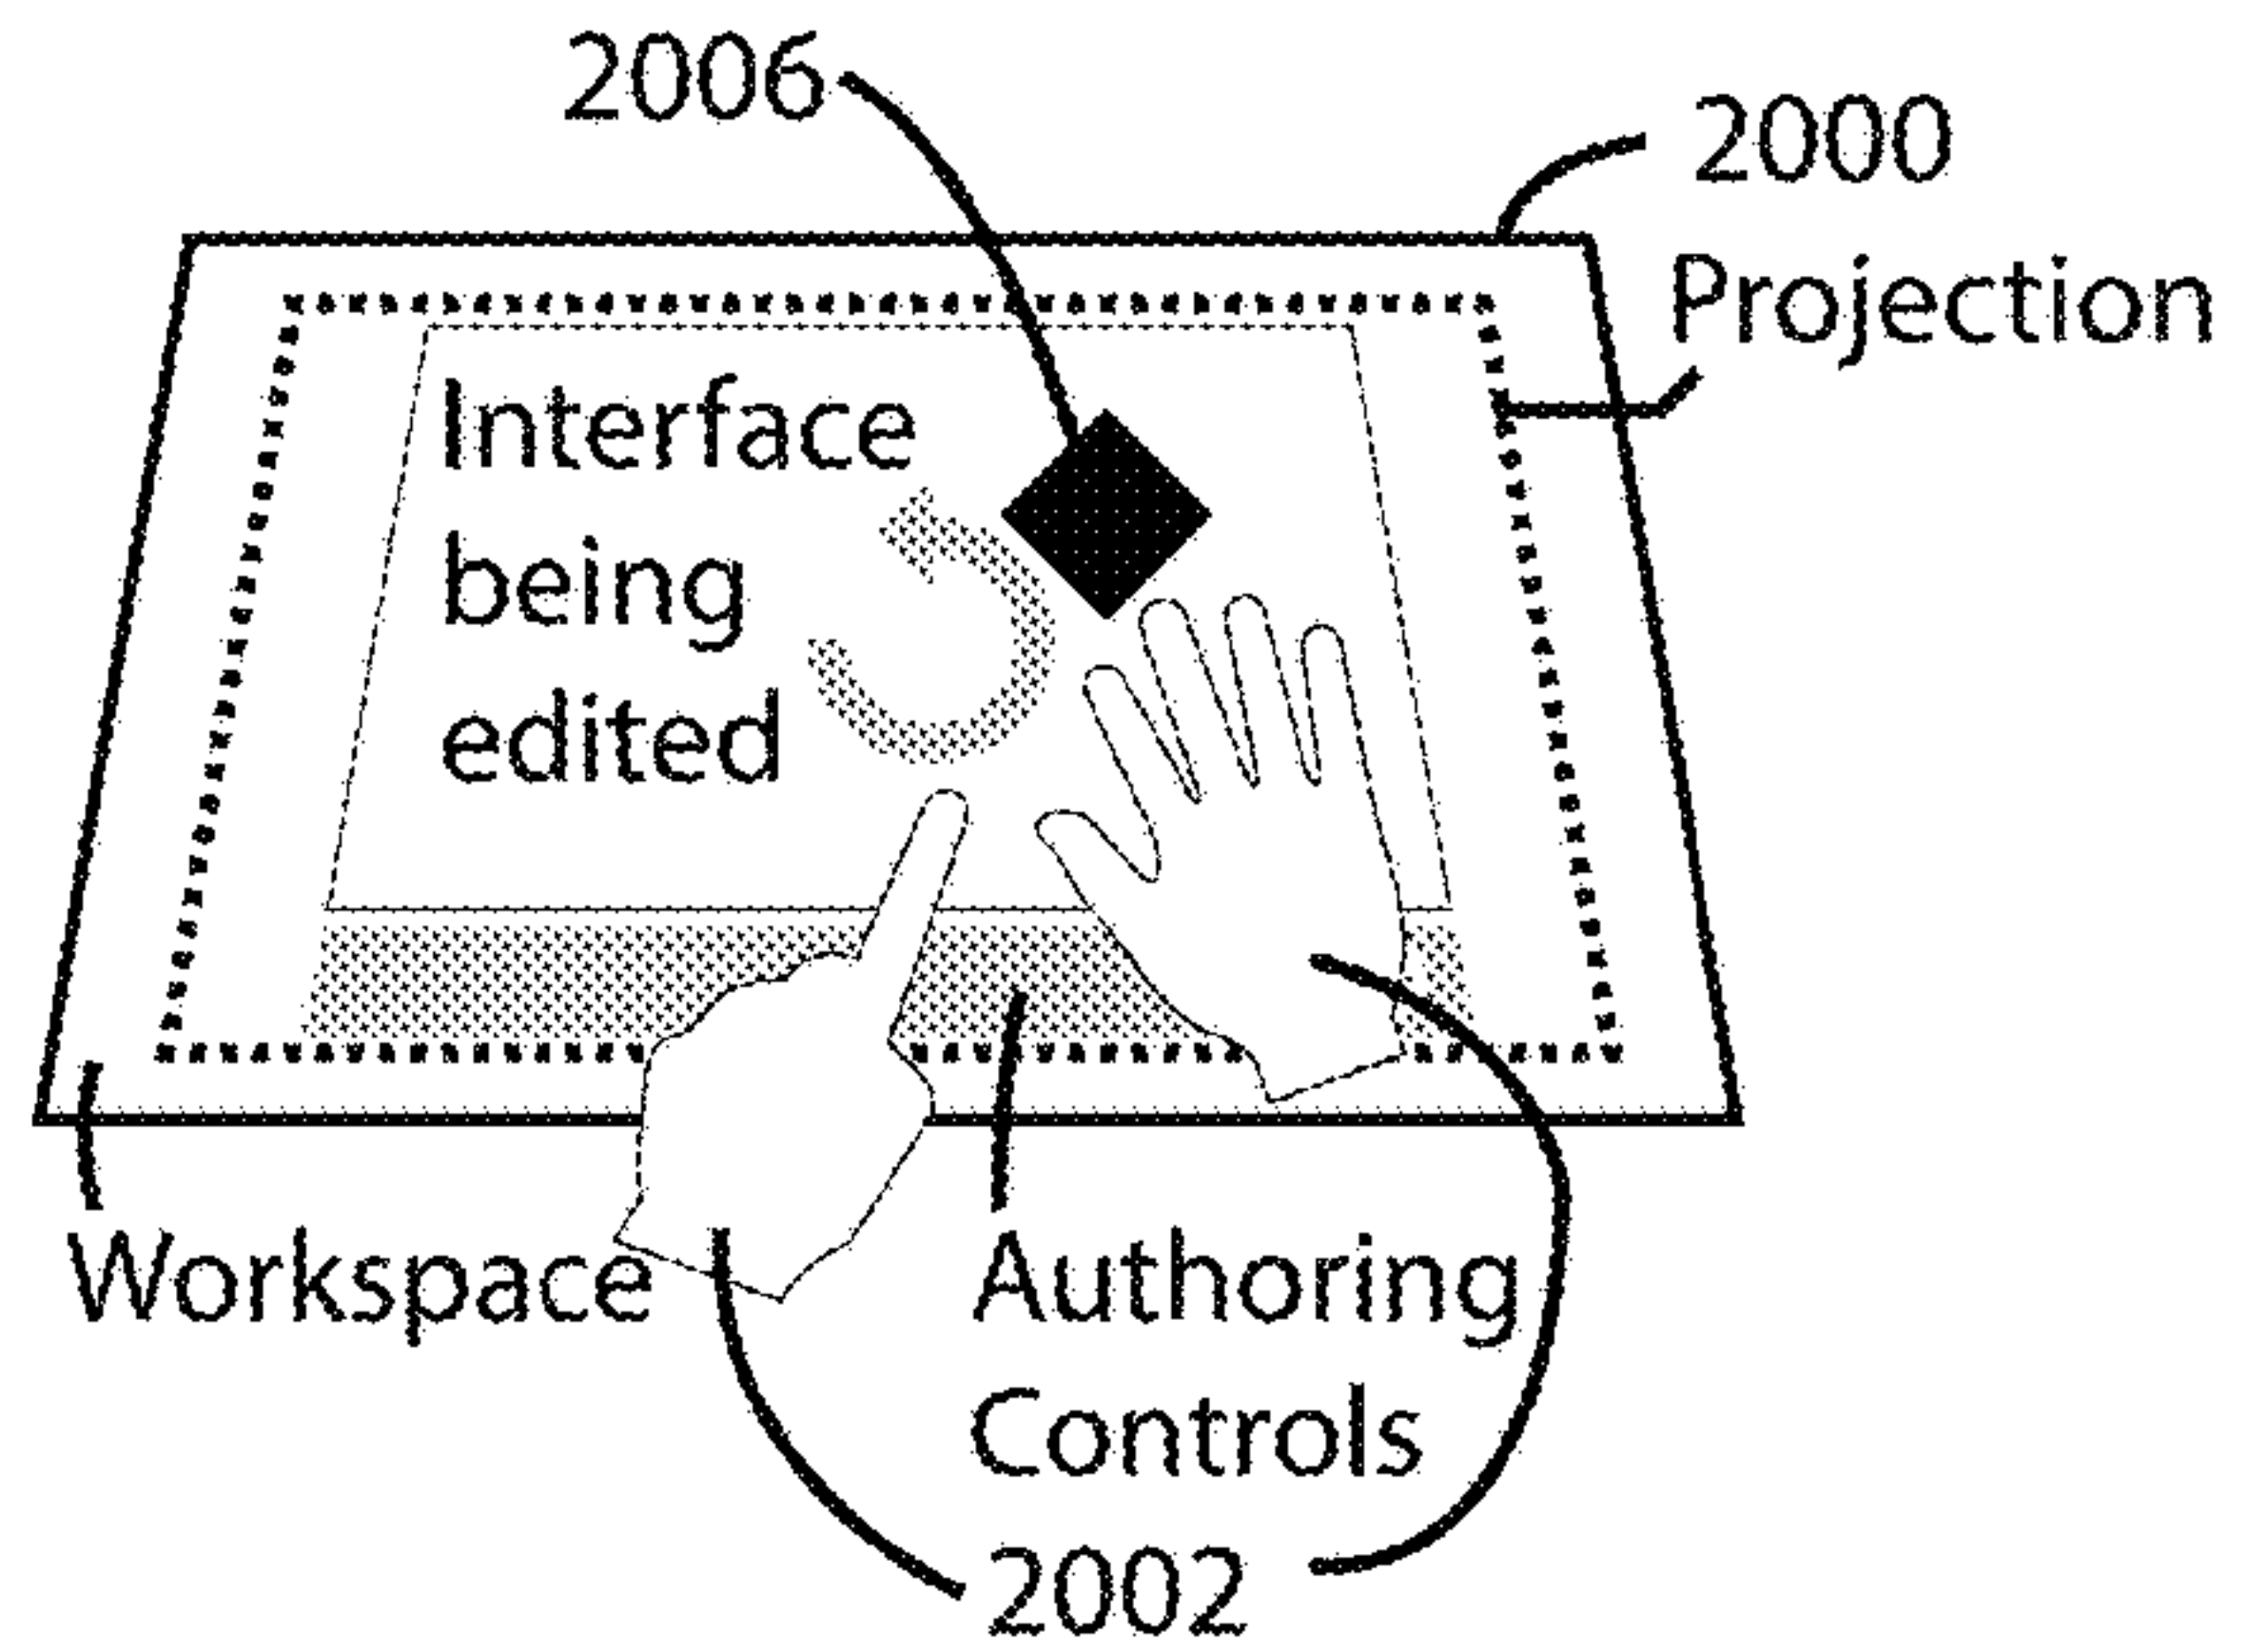 2006
2000
Projection
Interface
being
edited
Workspace
Authoring
Controls
2002